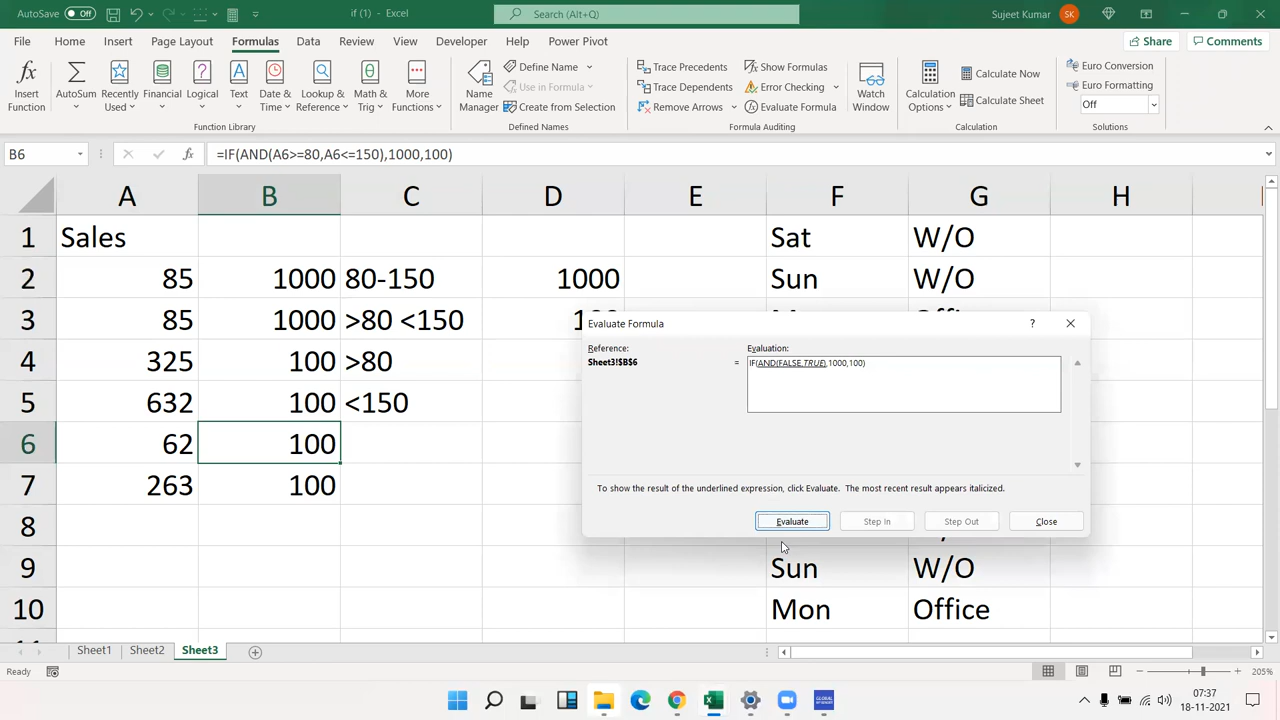 AutoSave Off if (1) - Excel Search (Alt+Q) Sujeet Kumar SK
File Home Insert Page Layout Formulas Data Review View Developer Help Power Pivot Share Comments
Insert Function
AutoSum
Recently Used
Financial
Logical
Text
Date & Time
Lookup & Reference
Math & Trig
More Functions
Function Library
Name Manager
Define Name
Use in Formula
Create from Selection
Defined Names
Trace Precedents
Trace Dependents
Remove Arrows
Show Formulas
Error Checking
Evaluate Formula
Formula Auditing
Watch Window
Calculation Options
Calculate Now
Calculate Sheet
Calculation
Euro Conversion
Euro Formatting
Off
Solutions
B6 fx =IF(AND(A6>=80,A6<=150),1000,100)
A B C D E F G H
1 Sales Sat W/O
2 85 1000 80-150 1000 Sun W/O
3 85 1000 >80 <150
4 325 100 >80
5 632 100 <150
6 62 100
7 263 100
8
9 Sun W/O
10 Mon Office
Evaluate Formula ?
Reference: Evaluation:
Sheet3!$B$6 = IF(AND(FALSE,TRUE),1000,100)
To show the result of the underlined expression, click Evaluate. The most recent result appears italicized.
Evaluate Step In Step Out Close
Sheet1 Sheet2 Sheet3
Ready 205%
07:37
18-11-2021